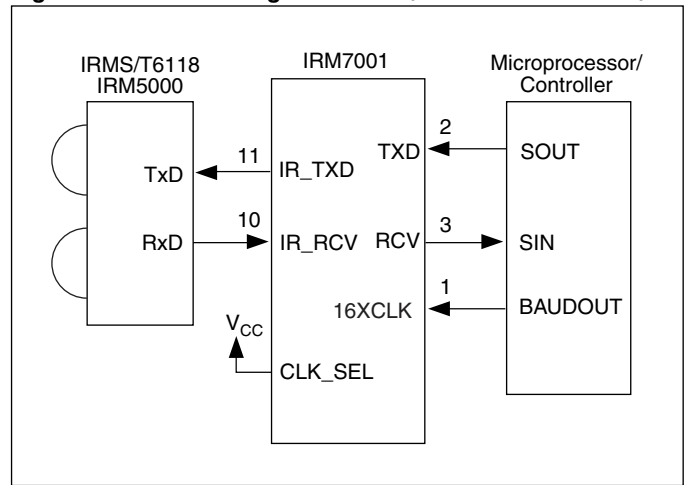 IRMS/T6118
IRM5000
IRM7001
Microprocessor/
Controller
TxD
11
IR_TXD
TXD
2
SOUT
RxD
10
IR_RCV
RCV
3
SIN
1
16XCLK
BAUDOUT
VCC
CLK_SEL